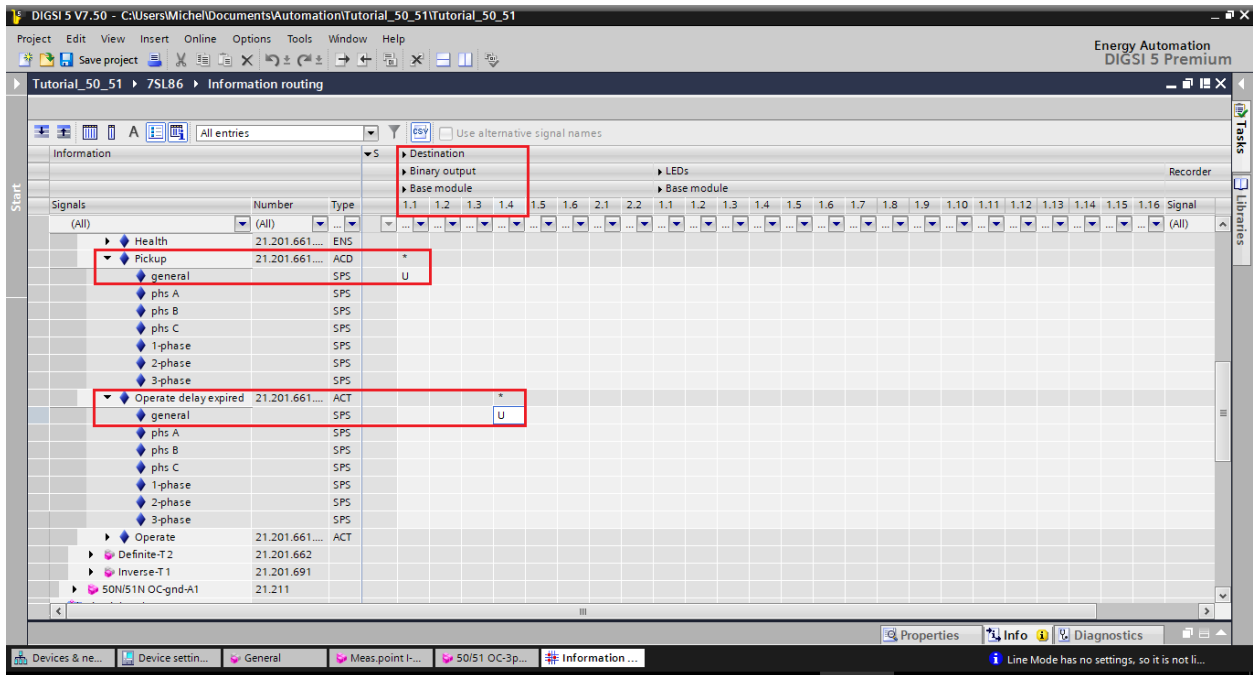 DIGSI 5 V7.50 - C:\Users\Michel\Documents\Automation\Tutorial_50_51\Tutorial_50_51
Project Edit View Insert Online Options Tools Window Help
Energy Automation
DIGSI 5 Premium
Save project
Tutorial_50_51 ▸ 7SL86 ▸ Information routing
All entries
CSV Use alternative signal names
Tasks
Libraries
Start
Information S Destination
Binary output LEDs Recorder
Base module Base module
Signals Number Type 1.1 1.2 1.3 1.4 1.5 1.6 2.1 2.2 1.1 1.2 1.3 1.4 1.5 1.6 1.7 1.8 1.9 1.10 1.11 1.12 1.13 1.14 1.15 1.16 Signal
(All) (All) ... ... ... ... ... ... ... ... ... ... ... ... ... ... ... ... ... ... ... ... ... ... ... ... ... (All)
Health 21.201.661.... ENS
Pickup 21.201.661.... ACD *
general SPS U
phs A SPS
phs B SPS
phs C SPS
1-phase SPS
2-phase SPS
3-phase SPS
Operate delay expired 21.201.661.... ACT *
general SPS U
phs A SPS
phs B SPS
phs C SPS
1-phase SPS
2-phase SPS
3-phase SPS
Operate 21.201.661.... ACT
Definite-T 2 21.201.662
Inverse-T 1 21.201.691
50N/51N OC-gnd-A1 21.211
Properties Info Diagnostics
Devices & ne... Device settin... General Meas.point I-... 50/51 OC-3p... Information ... Line Mode has no settings, so it is not li...